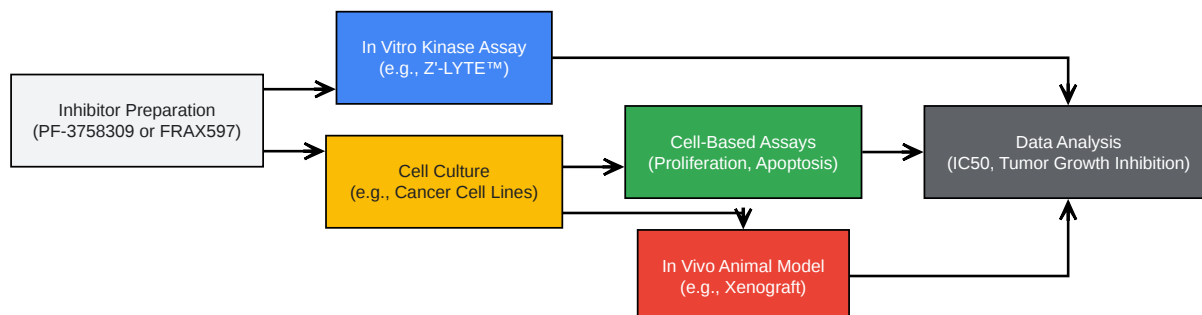 Inhibitor Preparation
(PF-3758309 or FRAX597)
In Vitro Kinase Assay
(e.g., Z'-LYTE™)
Cell Culture
(e.g., Cancer Cell Lines)
Cell-Based Assays
(Proliferation, Apoptosis)
In Vivo Animal Model
(e.g., Xenograft)
Data Analysis
(IC50, Tumor Growth Inhibition)